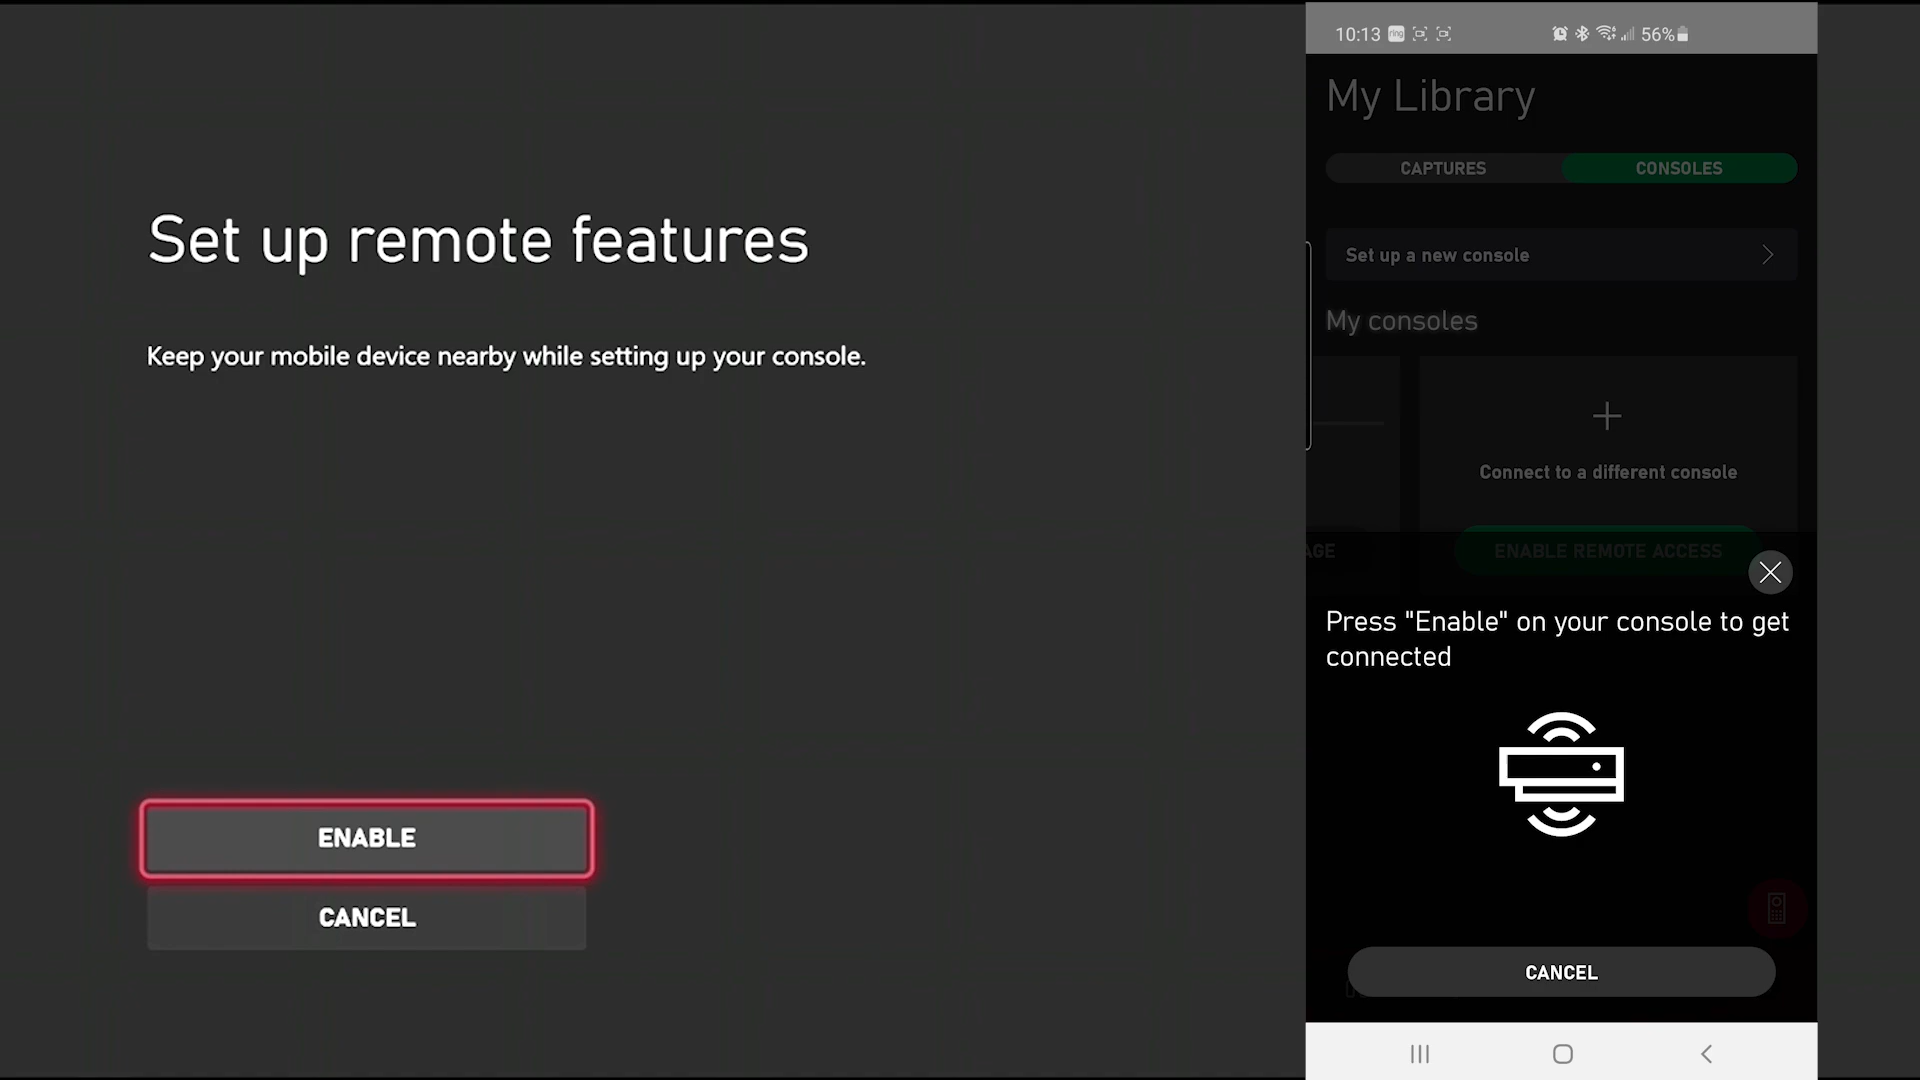 Set up remote features
Keep your mobile device nearby while setting up your console.
ENABLE
CANCEL
10:13 ring 56%
My Library
CAPTURES CONSOLES
Set up a new console
My consoles
Connect to a different console
AGE ENABLE REMOTE ACCESS
Press "Enable" on your console to get
connected
CANCEL